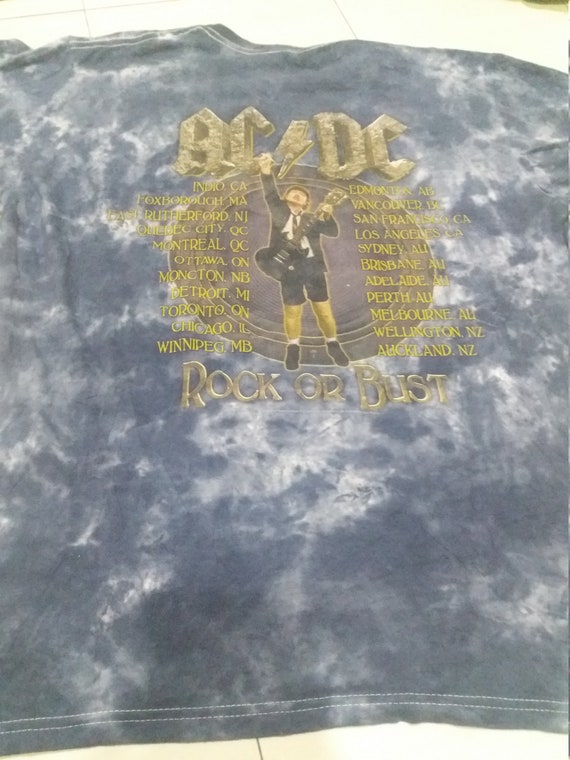 AC DC
INDIO, CA
FOXBOROUGH, MA
EAST RUTHERFORD, NJ
QUEBEC CITY, QC
MONTREAL, QC
OTTAWA, ON
MONCTON, NB
DETROIT, MI
TORONTO, ON
CHICAGO, IL
WINNIPEG, MB
EDMONTON, AB
VANCOUVER, BC
SAN FRANCISCO, CA
LOS ANGELES, CA
SYDNEY, AU
BRISBANE, AU
ADELAIDE, AU
PERTH, AU
MELBOURNE, AU
WELLINGTON, NZ
AUCKLAND, NZ
ROCK OR BUST